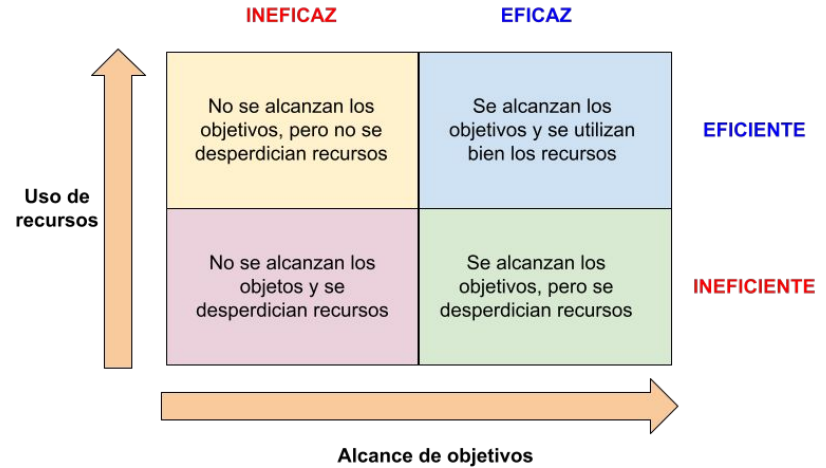 INEFICAZ
EFICAZ
No se alcanzan los
objetivos, pero no se
desperdician recursos
Se alcanzan los
objetivos y se utilizan
bien los recursos
EFICIENTE
Uso de
recursos
No se alcanzan los
objetos y se
desperdician recursos
Se alcanzan los
objetivos, pero se
desperdician recursos
INEFICIENTE
Alcance de objetivos